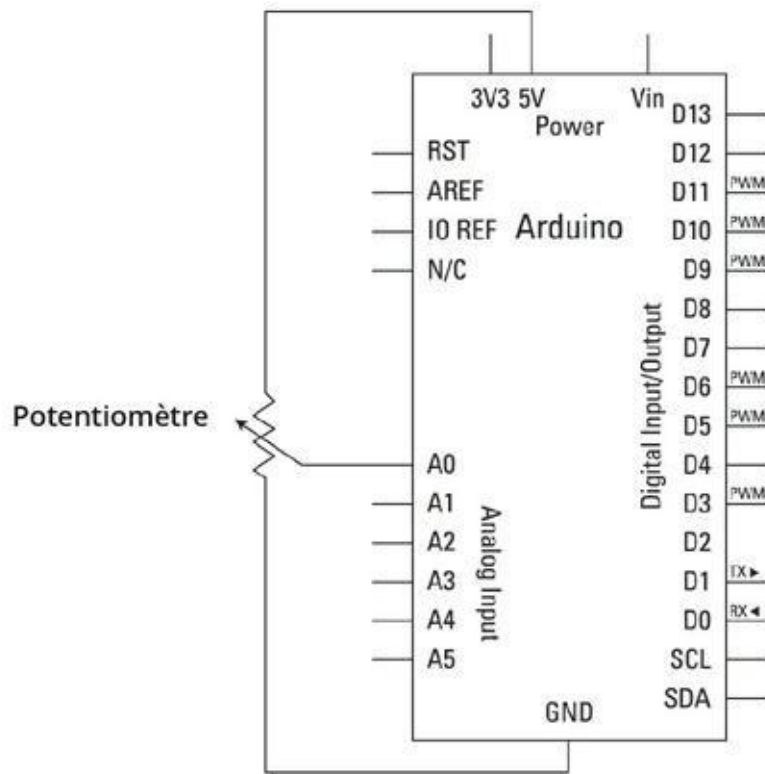 3V3 5V Vin
Power
D13
RST
D12
AREF
D11 PWM
IO REF
Arduino
D10 PWM
N/C
D9 PWM
D8
D7
D6 PWM
Potentiomètre
D5 PWM
A0
D4
A1
D3 PWM
A2
D2
A3
D1 TX ►
A4
D0 RX ◄
A5
SCL
SDA
Analog Input
Digital Input/Output
GND